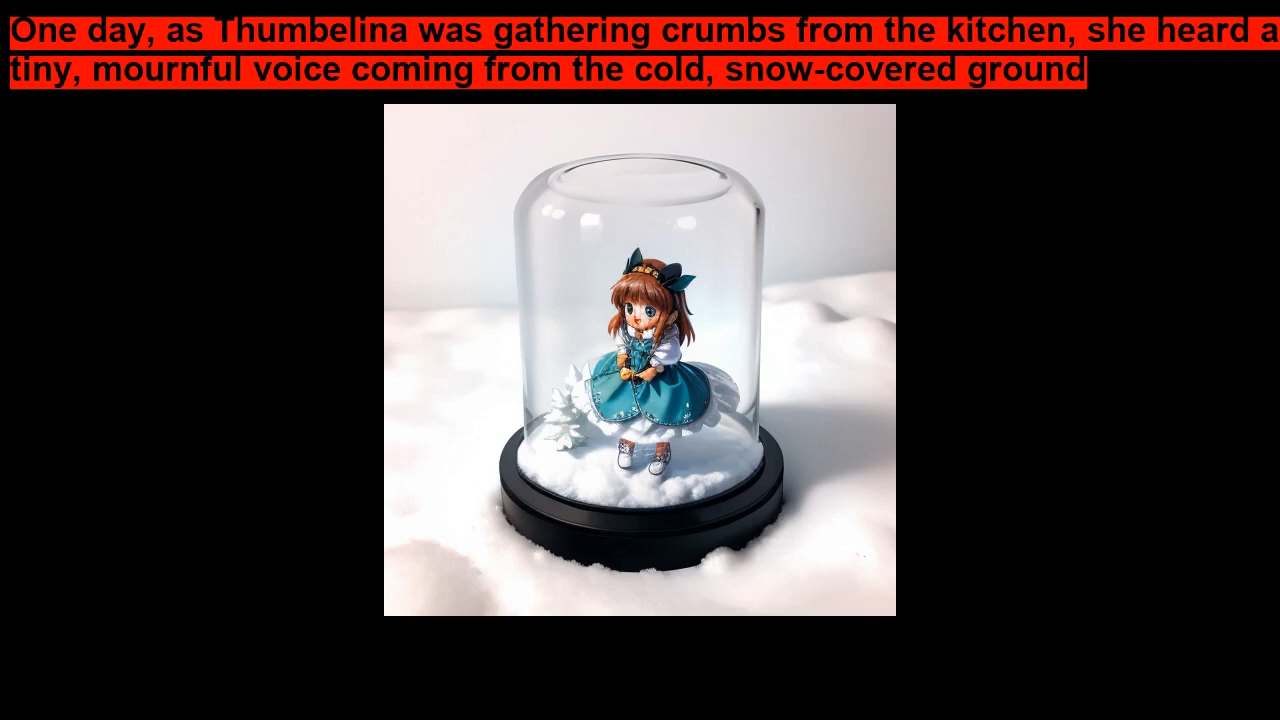 One day, as Thumbelina was gathering crumbs from the kitchen, she heard a
tiny, mournful voice coming from the cold, snow-covered ground